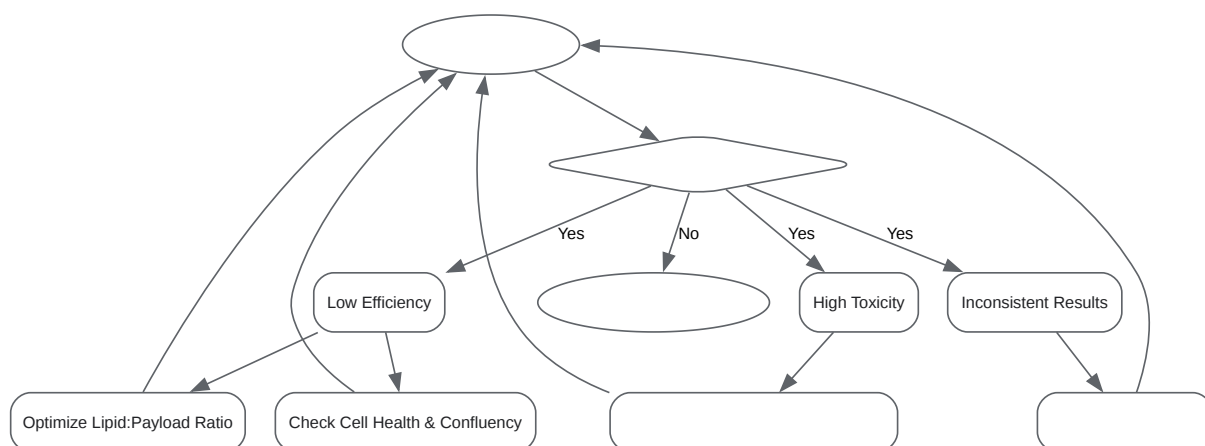 Yes
No
Yes
Yes
Low Efficiency
High Toxicity
Inconsistent Results
Optimize Lipid:Payload Ratio
Check Cell Health & Confluency